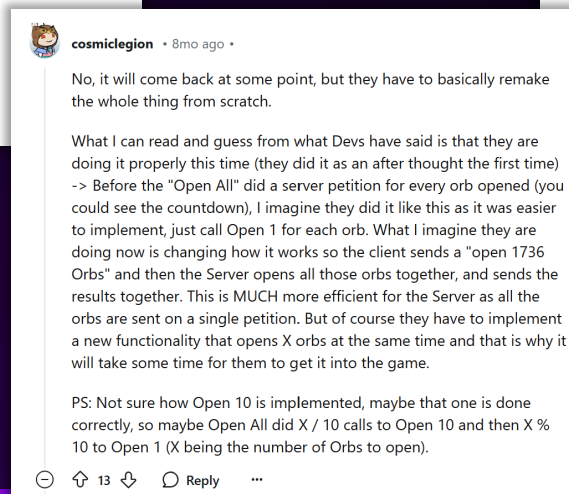 cosmiclegion • 8mo ago •
No, it will come back at some point, but they have to basically remake
the whole thing from scratch.
What I can read and guess from what Devs have said is that they are
doing it properly this time (they did it as an after thought the first time)
-> Before the "Open All" did a server petition for every orb opened (you
could see the countdown), I imagine they did it like this as it was easier
to implement, just call Open 1 for each orb. What I imagine they are
doing now is changing how it works so the client sends a "open 1736
Orbs" and then the Server opens all those orbs together, and sends the
results together. This is MUCH more efficient for the Server as all the
orbs are sent on a single petition. But of course they have to implement
a new functionality that opens X orbs at the same time and that is why it
will take some time for them to get it into the game.
PS: Not sure how Open 10 is implemented, maybe that one is done
correctly, so maybe Open All did X / 10 calls to Open 10 and then X %
10 to Open 1 (X being the number of Orbs to open).
13 Reply ...